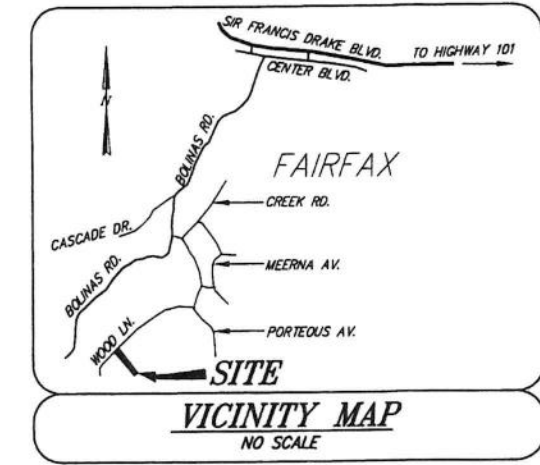 SIR FRANCIS DRAKE BLVD.
TO HIGHWAY 101
CENTER BLVD.
N
BOLINAS RD.
FAIRFAX
CREEK RD.
CASCADE DR.
MEERNA AV.
BOLINAS RD.
WOOD LN.
PORTEOUS AV.
SITE
VICINITY MAP
NO SCALE